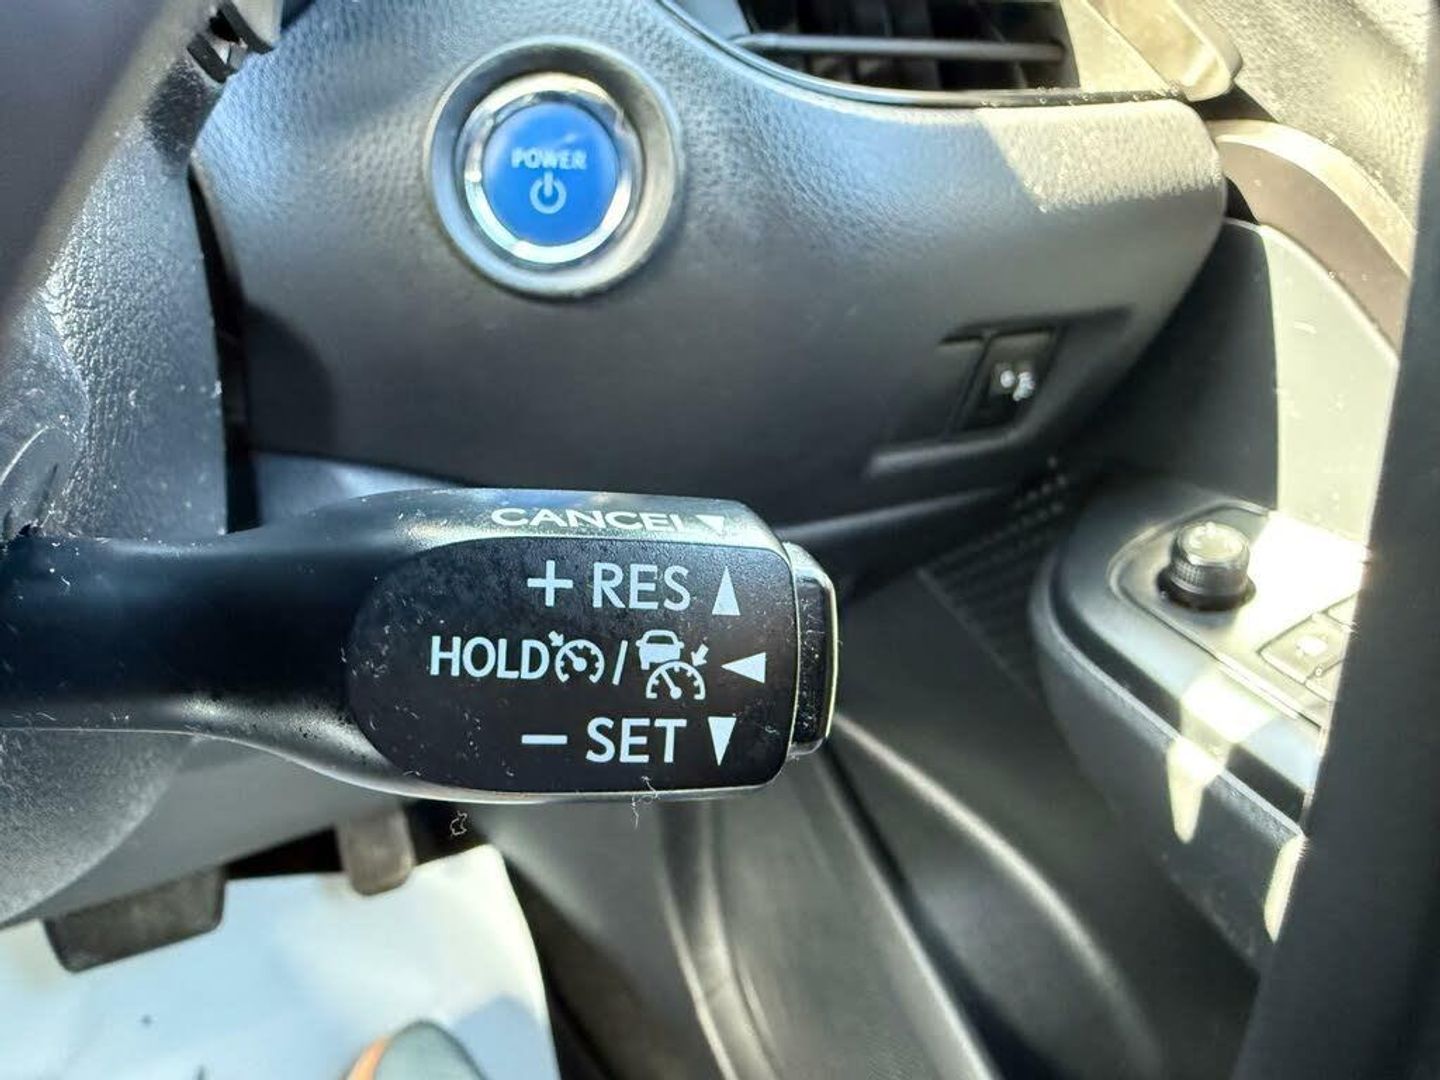 POWER
CANCEL
+ RES
HOLD /
− SET